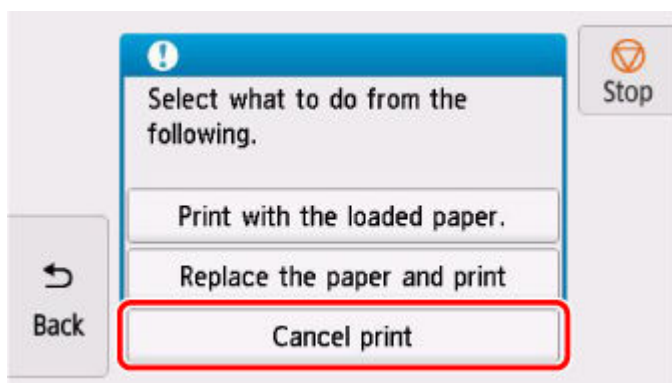 Select what to do from the
following.
Stop
Print with the loaded paper.
Replace the paper and print
Back
Cancel print